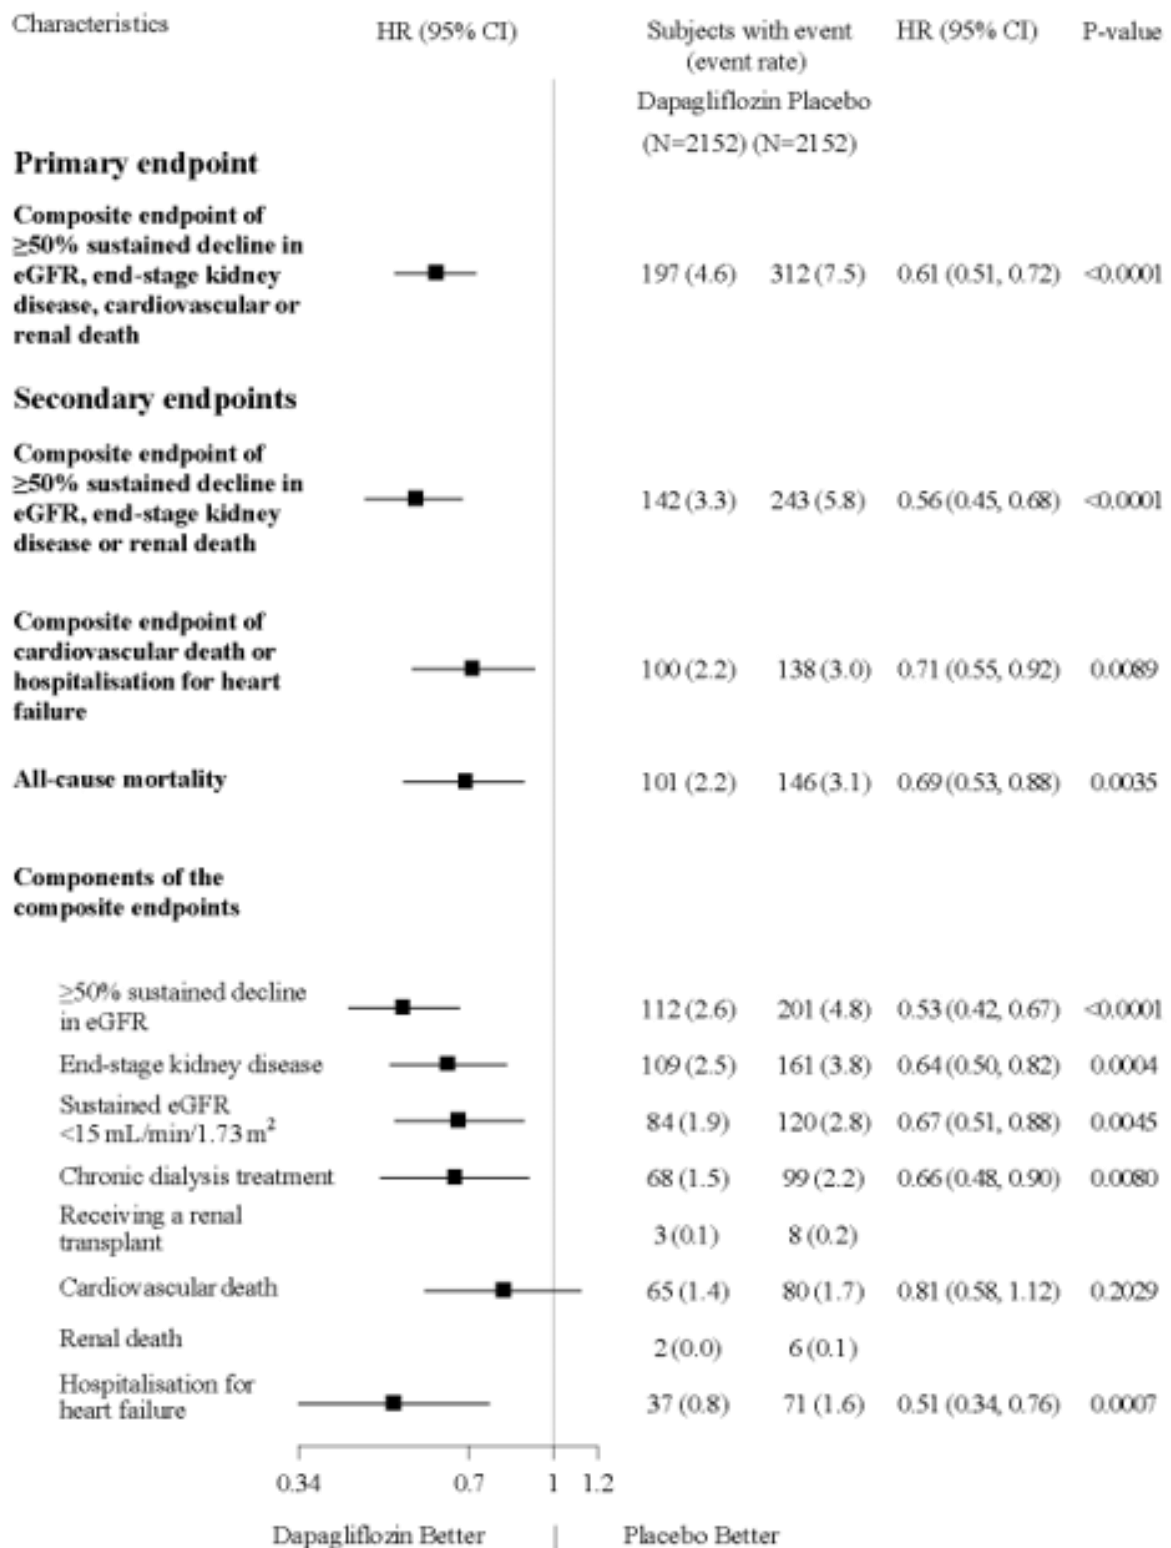 Characteristics
HR (95% CI)
Subjects with event
(event rate)
HR (95% CI)
P-value
Dapagliflozin Placebo
(N=2152) (N=2152)
Primary endpoint
Composite endpoint of
≥50% sustained decline in
eGFR, end-stage kidney
disease, cardiovascular or
renal death
197 (4.6) 312 (7.5) 0.61 (0.51, 0.72) <0.0001
Secondary endpoints
Composite endpoint of
≥50% sustained decline in
eGFR, end-stage kidney
disease or renal death
142 (3.3) 243 (5.8) 0.56 (0.45, 0.68) <0.0001
Composite endpoint of
cardiovascular death or
hospitalisation for heart
failure
100 (2.2) 138 (3.0) 0.71 (0.55, 0.92) 0.0089
All-cause mortality 101 (2.2) 146 (3.1) 0.69 (0.53, 0.88) 0.0035
Components of the
composite endpoints
≥50% sustained decline
in eGFR
112 (2.6) 201 (4.8) 0.53 (0.42, 0.67) <0.0001
End-stage kidney disease 109 (2.5) 161 (3.8) 0.64 (0.50, 0.82) 0.0004
Sustained eGFR
<15 mL/min/1.73 m²
84 (1.9) 120 (2.8) 0.67 (0.51, 0.88) 0.0045
Chronic dialysis treatment 68 (1.5) 99 (2.2) 0.66 (0.48, 0.90) 0.0080
Receiving a renal
transplant
3 (0.1) 8 (0.2)
Cardiovascular death 65 (1.4) 80 (1.7) 0.81 (0.58, 1.12) 0.2029
Renal death 2 (0.0) 6 (0.1)
Hospitalisation for
heart failure
37 (0.8) 71 (1.6) 0.51 (0.34, 0.76) 0.0007
0.34 0.7 1 1.2
Dapagliflozin Better | Placebo Better